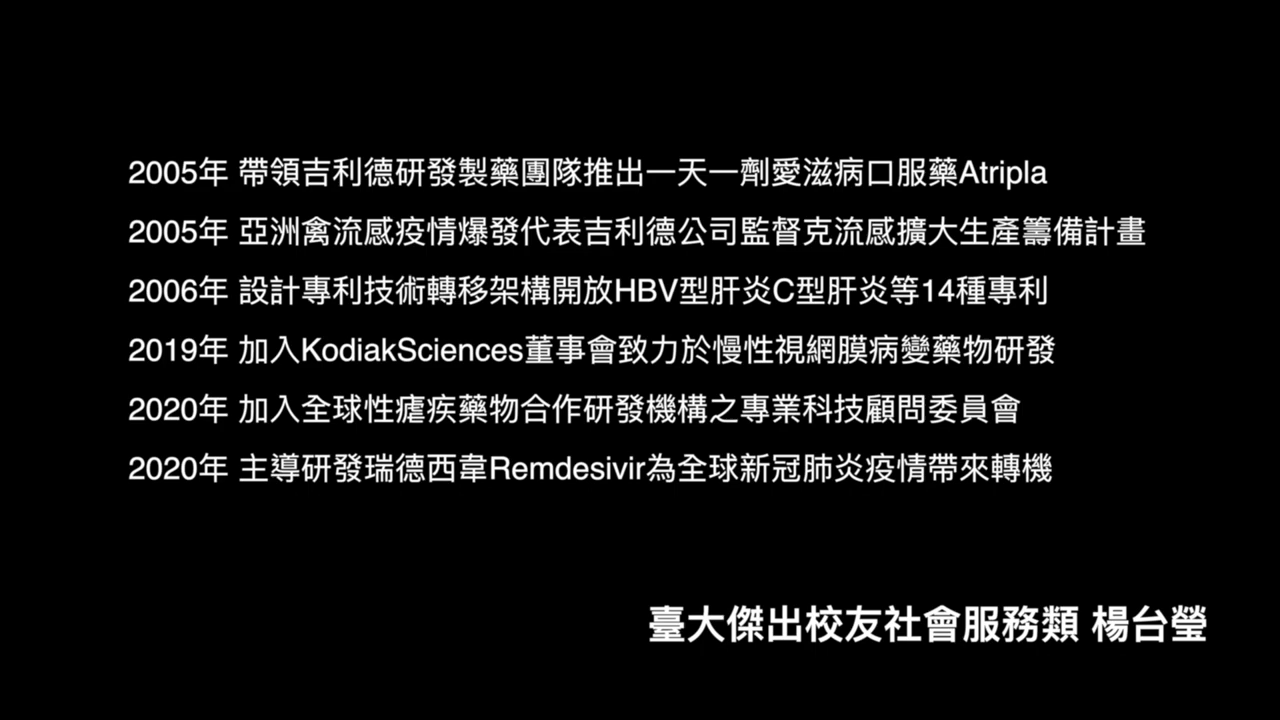 2005年 帶領吉利德研發製藥團隊推出一天一劑愛滋病口服藥Atripla
2005年 亞洲禽流感疫情爆發代表吉利德公司監督克流感擴大生產籌備計畫
2006年 設計專利技術轉移架構開放HBV型肝炎C型肝炎等14種專利
2019年 加入KodiakSciences董事會致力於慢性視網膜病變藥物研發
2020年 加入全球性瘧疾藥物合作研發機構之專業科技顧問委員會
2020年 主導研發瑞德西韋Remdesivir為全球新冠肺炎疫情帶來轉機
臺大傑出校友社會服務類 楊台瑩